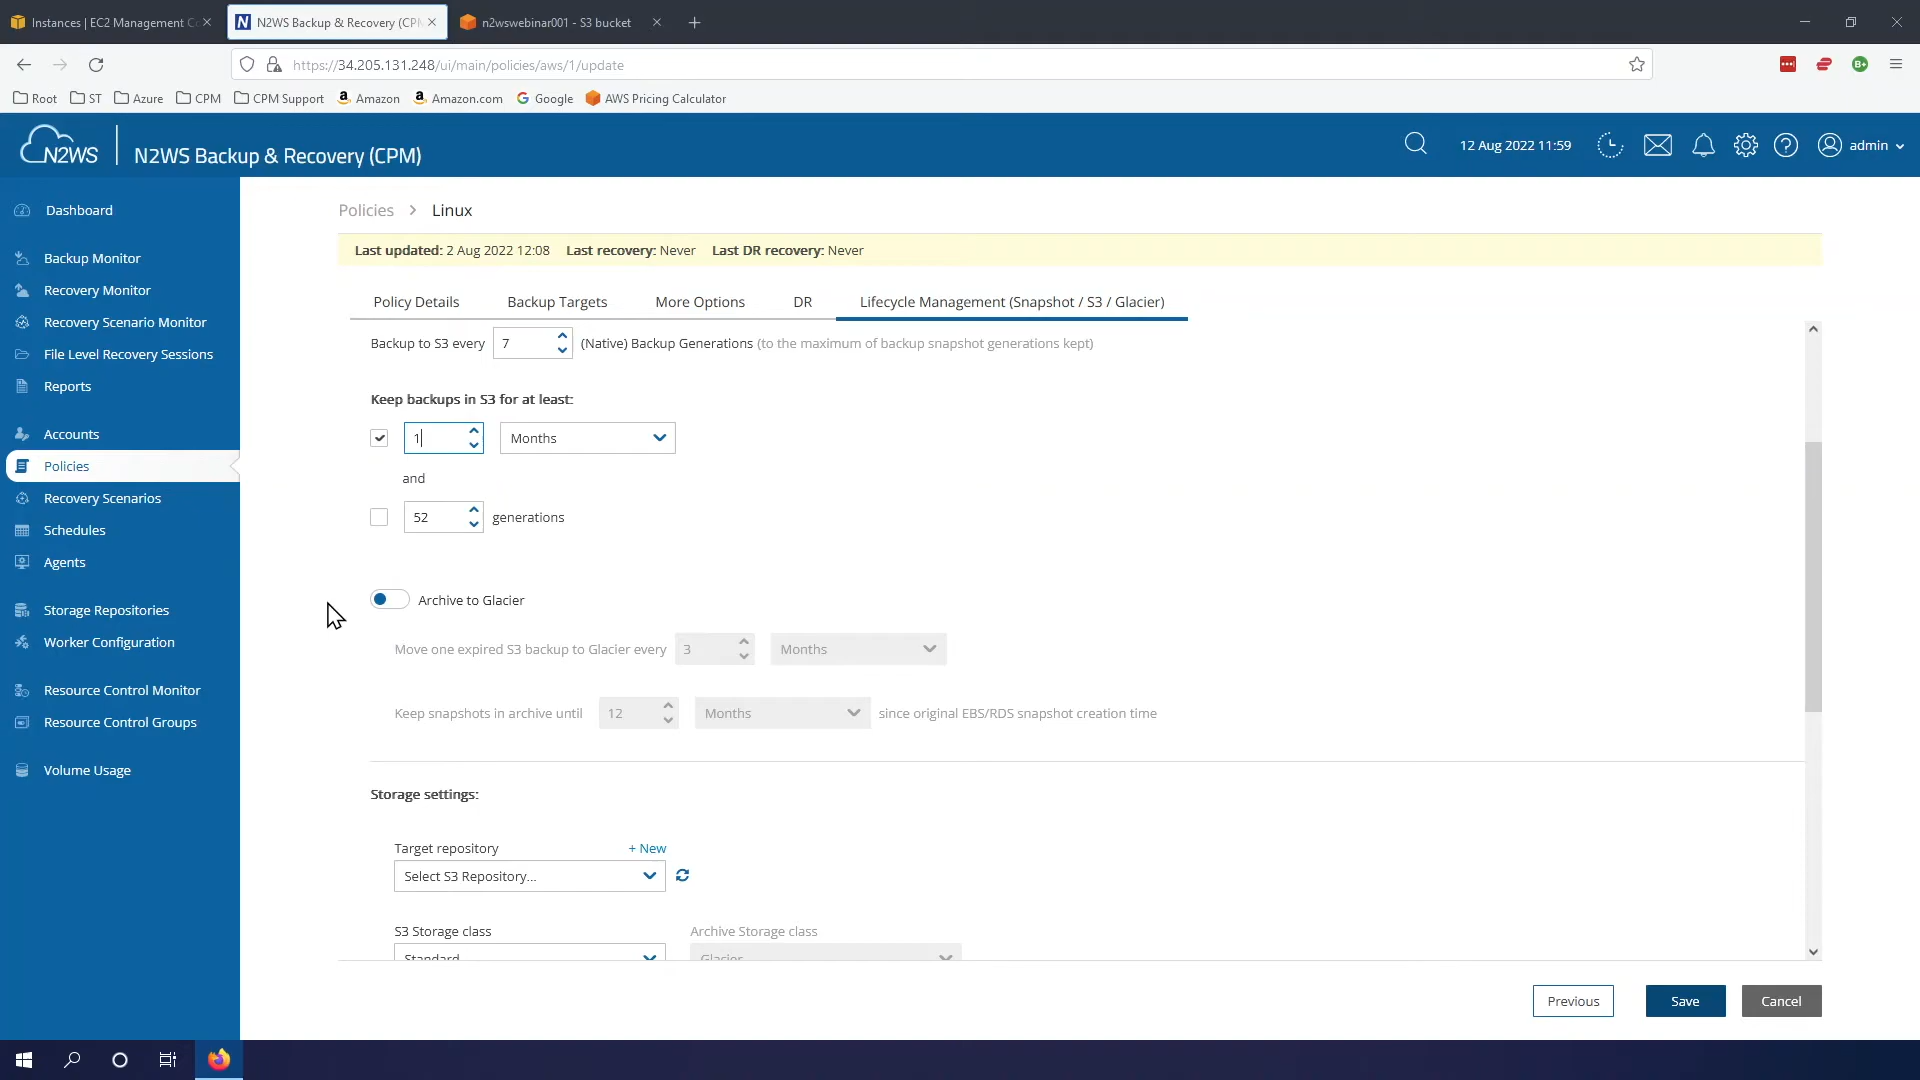 Instances | EC2 Management Co
N2WS Backup & Recovery (CPM
n2wswebinar001 - S3 bucket
https://34.205.131.248/ui/main/policies/aws/1/update
Root
ST
Azure
CPM
CPM Support
Amazon
Amazon.com
Google
AWS Pricing Calculator
N2WS
N2WS Backup & Recovery (CPM)
12 Aug 2022 11:59
admin
Dashboard
Backup Monitor
Recovery Monitor
Recovery Scenario Monitor
File Level Recovery Sessions
Reports
Accounts
Policies
Recovery Scenarios
Schedules
Agents
Storage Repositories
Worker Configuration
Resource Control Monitor
Resource Control Groups
Volume Usage
Policies > Linux
Last updated: 2 Aug 2022 12:08 Last recovery: Never Last DR recovery: Never
Policy Details
Backup Targets
More Options
DR
Lifecycle Management (Snapshot / S3 / Glacier)
Backup to S3 every 7 (Native) Backup Generations (to the maximum of backup snapshot generations kept)
Keep backups in S3 for at least:
1 Months
and
52 generations
Archive to Glacier
Move one expired S3 backup to Glacier every 3 Months
Keep snapshots in archive until 12 Months since original EBS/RDS snapshot creation time
Storage settings:
Target repository + New
Select S3 Repository...
S3 Storage class Archive Storage class
Standard Glacier
Previous
Save
Cancel